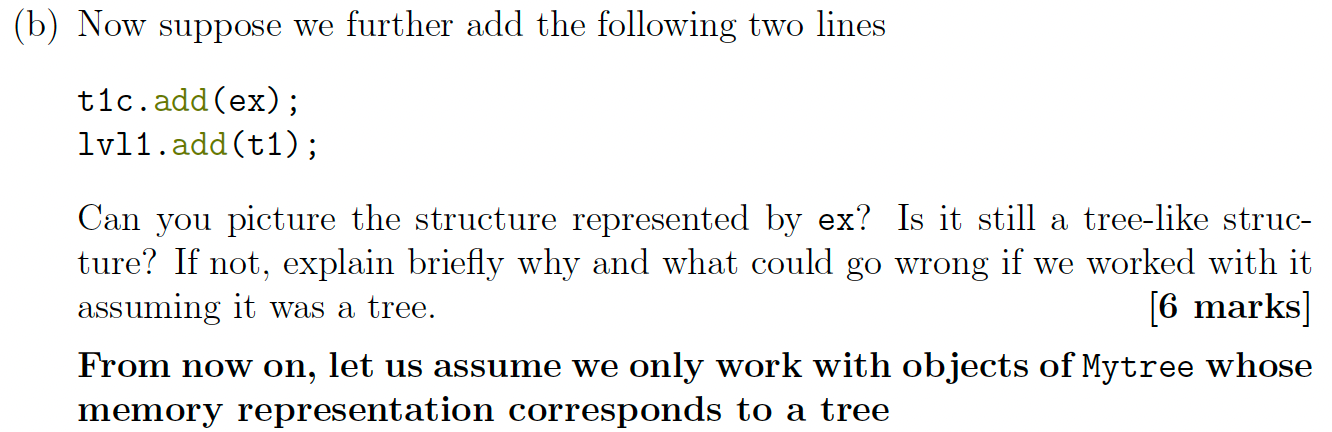 (b) Now suppose we further add the following two lines
t1c.add(ex);
lvl1.add(t1);
Can you picture the structure represented by ex? Is it still a tree-like struc-
ture? If not, explain briefly why and what could go wrong if we worked with it
assuming it was a tree. [6 marks]
From now on, let us assume we only work with objects of Mytree whose
memory representation corresponds to a tree